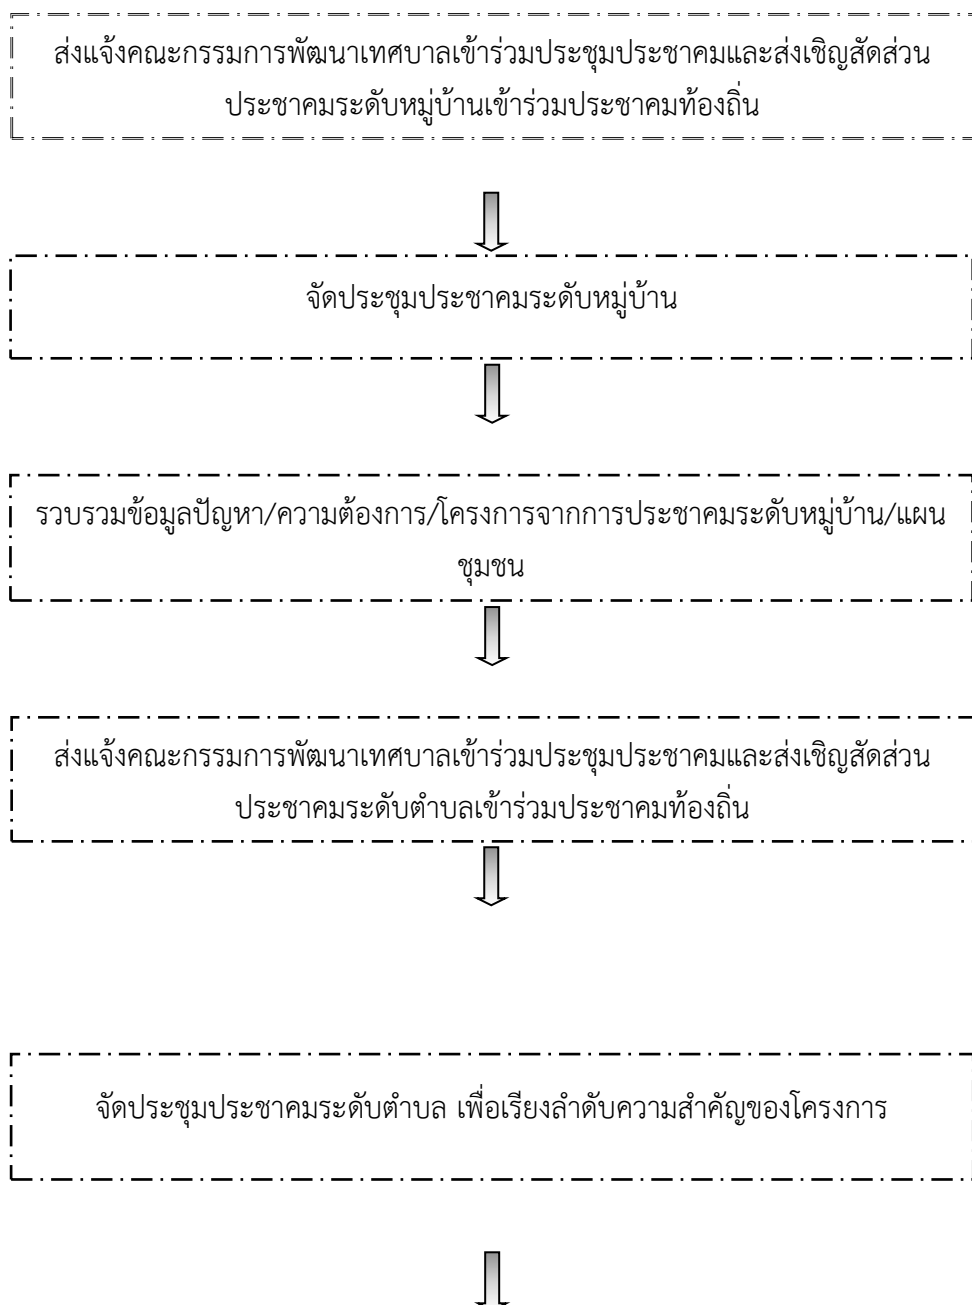 ส่งแจ้งคณะกรรมการพัฒนาเทศบาลเข้าร่วมประชุมประชาคมและส่งเชิญสัดส่วน
ประชาคมระดับหมู่บ้านเข้าร่วมประชาคมท้องถิ่น
จัดประชุมประชาคมระดับหมู่บ้าน
รวบรวมข้อมูลปัญหา/ความต้องการ/โครงการจากการประชาคมระดับหมู่บ้าน/แผน
ชุมชน
ส่งแจ้งคณะกรรมการพัฒนาเทศบาลเข้าร่วมประชุมประชาคมและส่งเชิญสัดส่วน
ประชาคมระดับตำบลเข้าร่วมประชาคมท้องถิ่น
จัดประชุมประชาคมระดับตำบล เพื่อเรียงลำดับความสำคัญของโครงการ